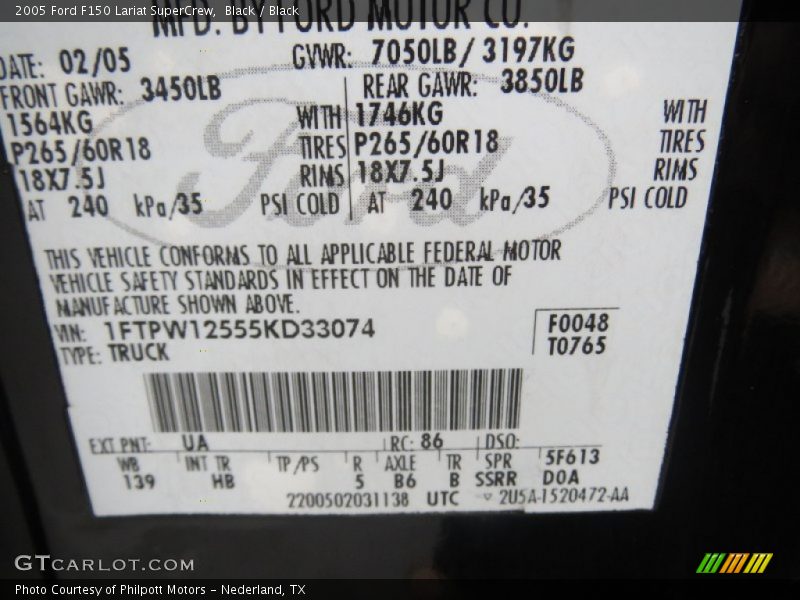 2005 Ford F150 Lariat SuperCrew,  Black / Black
MFD. BY FORD MOTOR CO.
DATE: 02/05 GVWR: 7050LB/ 3197KG
FRONT GAWR: 3450LB REAR GAWR: 3850LB
1564KG WITH 1746KG WITH
P265/60R18 TIRES P265/60R18 TIRES
18X7.5J RIMS 18X7.5J RIMS
AT 240 kPa/35 PSI COLD AT 240 kPa/35 PSI COLD
Ford
THIS VEHICLE CONFORMS TO ALL APPLICABLE FEDERAL MOTOR
VEHICLE SAFETY STANDARDS IN EFFECT ON THE DATE OF
MANUFACTURE SHOWN ABOVE.
VIN: 1FTPW12555KD33074 F0048
TYPE: TRUCK T0765
EXT PNT: UA RC: 86 DSO:
WB INT TR TP/PS R AXLE TR SPR 5F613
139 HB 5 B6 B SSRR DOA
2200502031138 UTC ▽ 2U5A-1520472-AA
GTCARLOT.COM
Photo Courtesy of Philpott Motors - Nederland, TX